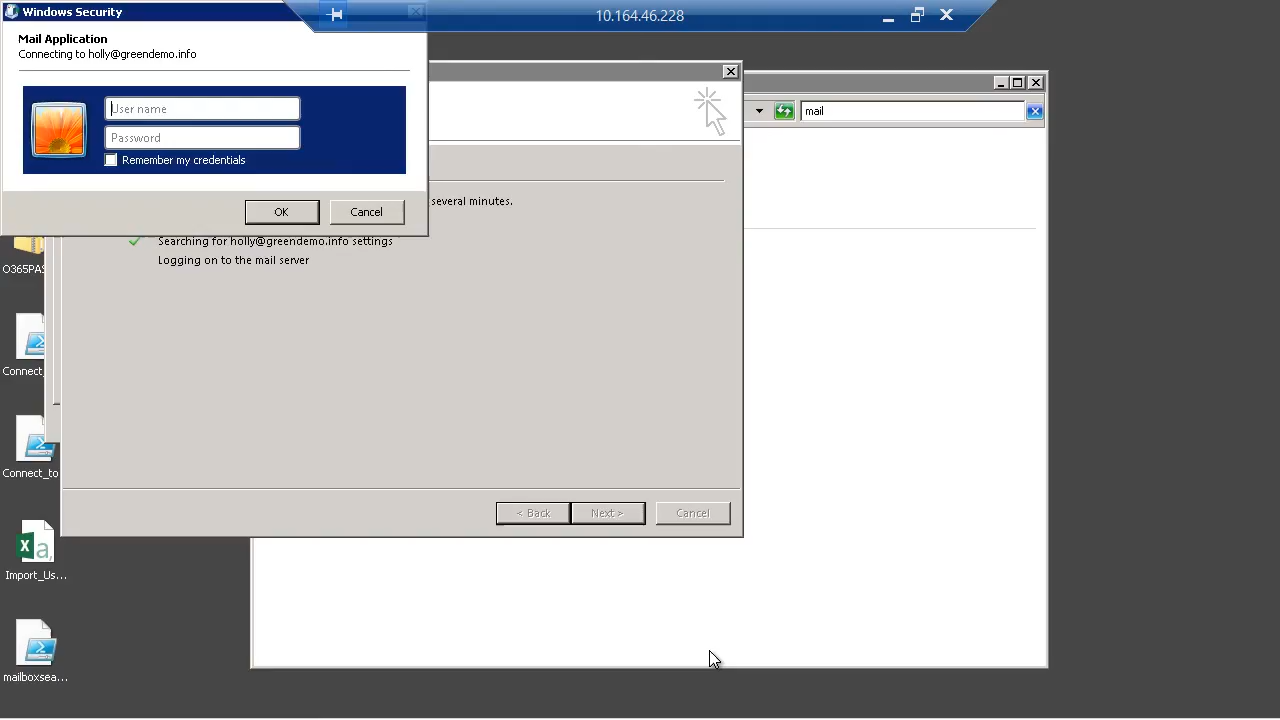 Windows Security
10.164.46.228
Mail Application
Connecting to holly@greendemo.info
User name
Password
Remember my credentials
OK
Cancel
mail
several minutes.
Searching for holly@greendemo.info settings
Logging on to the mail server
< Back
Next >
Cancel
O365PAS
Connect_
Connect_to
Import_Us...
mailboxsea...